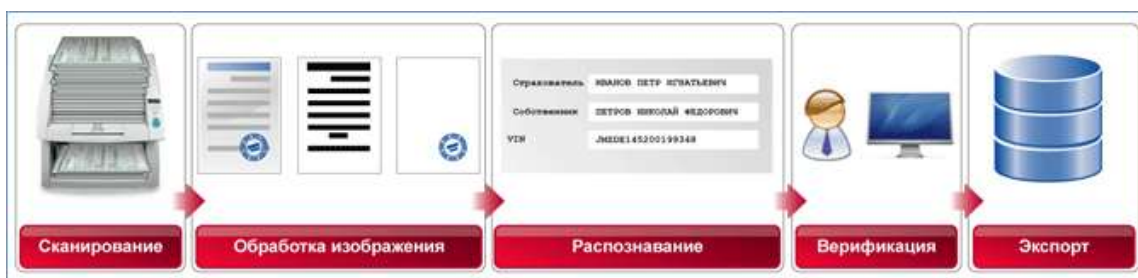 Страхователь ИВАНОВ ПЕТР ИГНАТЬЕВИЧ
Собственник ПЕТРОВ НИКОЛАЙ ФЕДОРОВИЧ
VIN JMZDE145200199348
Сканирование
Обработка изображения
Распознавание
Верификация
Экспорт